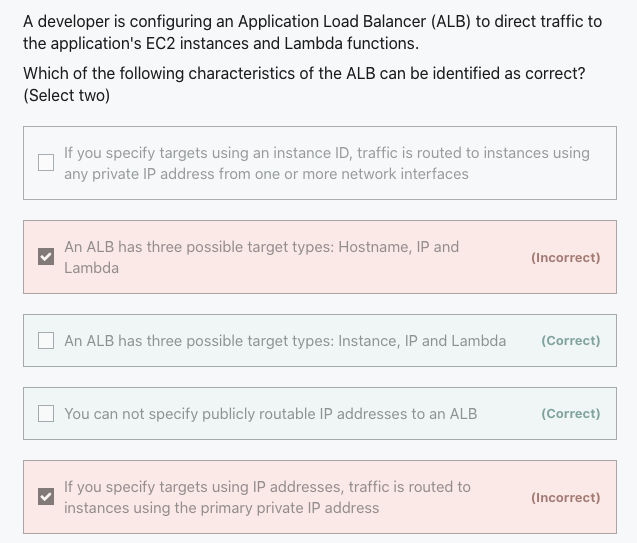 A developer is configuring an Application Load Balancer (ALB) to direct traffic to
the application's EC2 instances and Lambda functions.
Which of the following characteristics of the ALB can be identified as correct?
(Select two)
If you specify targets using an instance ID, traffic is routed to instances using
any private IP address from one or more network interfaces
An ALB has three possible target types: Hostname, IP and
Lambda
(Incorrect)
An ALB has three possible target types: Instance, IP and Lambda
(Correct)
You can not specify publicly routable IP addresses to an ALB
(Correct)
If you specify targets using IP addresses, traffic is routed to
instances using the primary private IP address
(Incorrect)